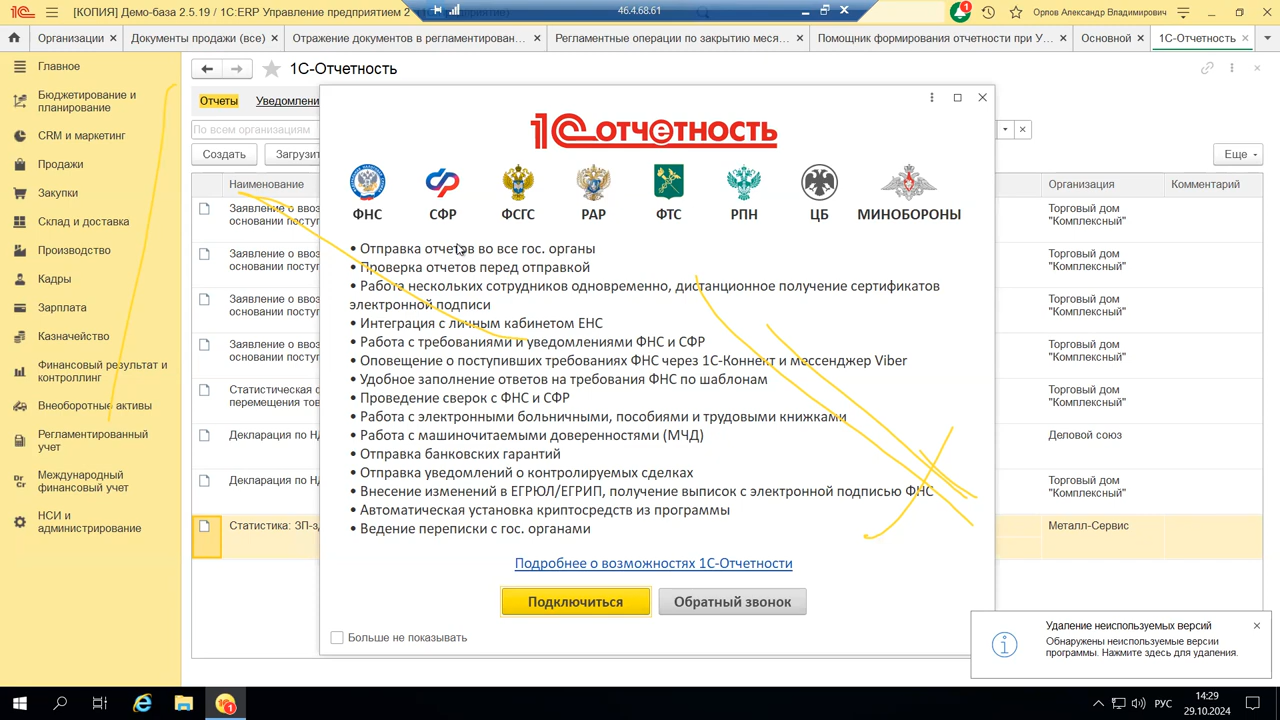 [КОПИЯ] Демо-база 2.5.19 / 1С:ERP Управление предприятием 2
46.4.68.61
1
Орлов Александр Владимирович
Организации
Документы продажи (все)
Отражение документов в регламентирован...
Регламентные операции по закрытию меся...
Помощник формирования отчетности при У...
Основной
1С-Отчетность
Главное
Бюджетирование и
планирование
CRM и маркетинг
Продажи
Закупки
Склад и доставка
Производство
Кадры
Зарплата
Казначейство
Финансовый результат и
контроллинг
Внеоборотные активы
Регламентированный
учет
Международный
финансовый учет
НСИ и
администрирование
1С-Отчетность
Отчеты
Уведомлени
По всем организациям
Создать
Загрузит
Еще
Наименование
Организация
Комментарий
Заявление о ввоз
основании поступ
Торговый дом
"Комплексный"
Заявление о ввоз
основании поступ
Торговый дом
"Комплексный"
Заявление о ввоз
основании поступ
Торговый дом
"Комплексный"
Заявление о ввоз
основании поступ
Торговый дом
"Комплексный"
Статистическая ф
перемещения тов
Торговый дом
"Комплексный"
Декларация по НД
Деловой союз
Декларация по НД
Торговый дом
"Комплексный"
Статистика: ЗП-з
Металл-Сервис
1С отчетность
ФНС
СФР
ФСГС
РАР
ФТС
РПН
ЦБ
МИНОБОРОНЫ
• Отправка отчетов во все гос. органы
• Проверка отчетов перед отправкой
• Работа нескольких сотрудников одновременно, дистанционное получение сертификатов
электронной подписи
• Интеграция с личным кабинетом ЕНС
• Работа с требованиями и уведомлениями ФНС и СФР
• Оповещение о поступивших требованиях ФНС через 1С-Коннект и мессенджер Viber
• Удобное заполнение ответов на требования ФНС по шаблонам
• Проведение сверок с ФНС и СФР
• Работа с электронными больничными, пособиями и трудовыми книжками
• Работа с машиночитаемыми доверенностями (МЧД)
• Отправка банковских гарантий
• Отправка уведомлений о контролируемых сделках
• Внесение изменений в ЕГРЮЛ/ЕГРИП, получение выписок с электронной подписью ФНС
• Автоматическая установка криптосредств из программы
• Ведение переписки с гос. органами
Подробнее о возможностях 1С-Отчетности
Подключиться
Обратный звонок
Больше не показывать
Удаление неиспользуемых версий
Обнаружены неиспользуемые версии
программы. Нажмите здесь для удаления.
1
РУС
14:29
29.10.2024